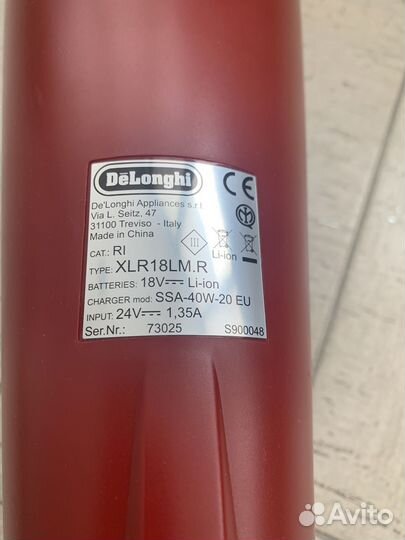 DeLonghi
De'Longhi Appliances s.r.l.
Via L. Seitz, 47
31100 Treviso - Italy
Made in China
CAT.: RI
TYPE: XLR18LM.R
BATTERIES: 18V Li-ion
CHARGER mod: SSA-40W-20 EU
INPUT: 24V 1,35A
Ser.Nr.: 73025 S900048
CE
III
Li-ion
Avito